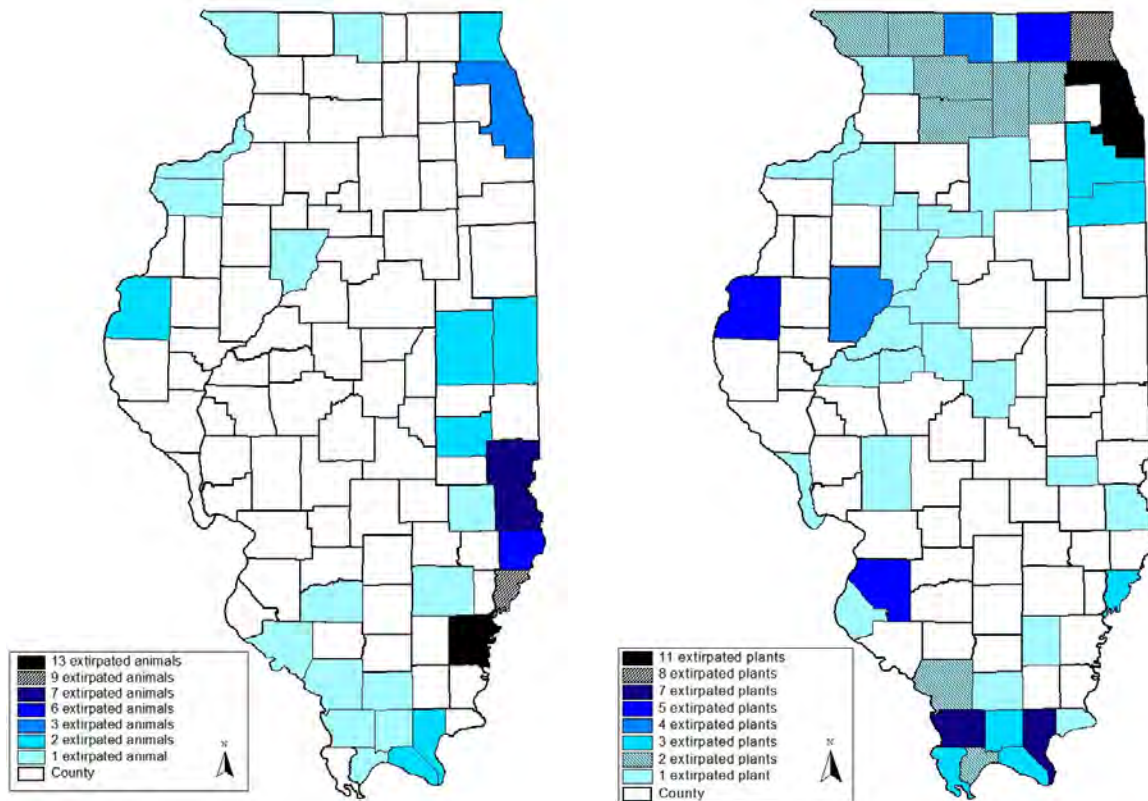 13 extirpated animals
9 extirpated animals
7 extirpated animals
6 extirpated animals
3 extirpated animals
2 extirpated animals
1 extirpated animal
County
N
11 extirpated plants
8 extirpated plants
7 extirpated plants
5 extirpated plants
4 extirpated plants
3 extirpated plants
2 extirpated plants
1 extirpated plant
County
N